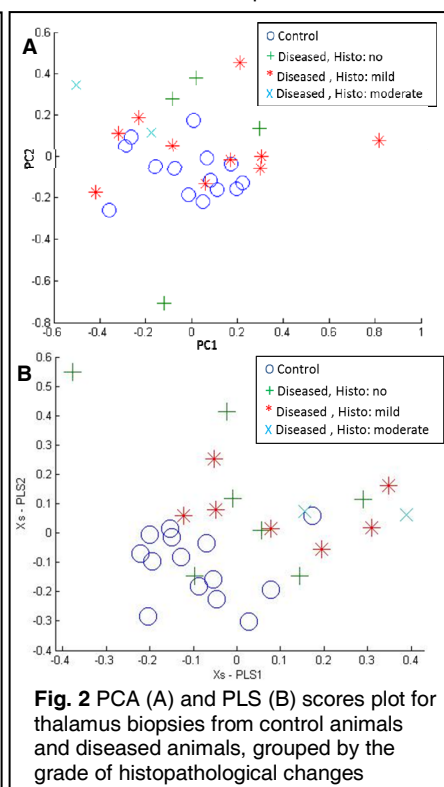 A
O Control
+ Diseased, Histo: no
* Diseased, Histo: mild
X Diseased , Histo: moderate
0.6
0.4
0.2
0
-0.2
-0.4
-0.6
-0.8
PC2
-0.6 -0.4 -0.2 0 0.2 0.4 0.6 0.8 1
PC1
B
O Control
+ Diseased, Histo: no
* Diseased , Histo: mild
X Diseased , Histo: moderate
0.6
0.5
0.4
0.3
0.2
0.1
0
-0.1
-0.2
-0.3
-0.4
Xs - PLS2
-0.4 -0.3 -0.2 -0.1 0 0.1 0.2 0.3 0.4
Xs - PLS1
Fig. 2 PCA (A) and PLS (B) scores plot for
thalamus biopsies from control animals
and diseased animals, grouped by the
grade of histopathological changes